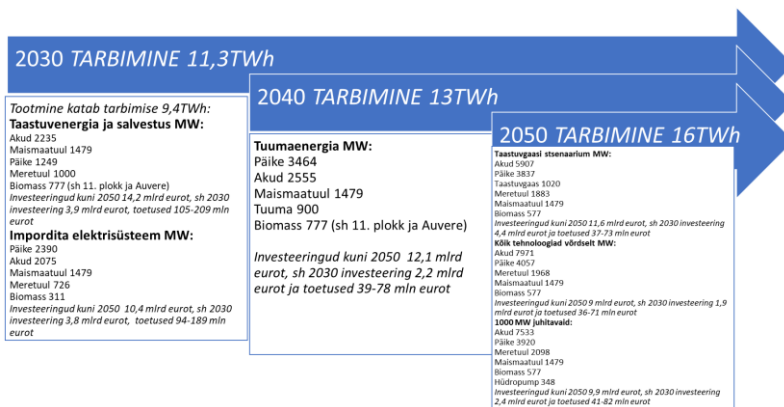 2030 TARBIMINE 11,3TWh
Tootmine katab tarbimise 9,4TWh:
Taastuvenergia ja salvestus MW:
Akud 2235
Maismaatuul 1479
Päike 1249
Meretuul 1000
Biomass 777 (sh 11. plokk ja Auvere)
Investeeringud kuni 2050 14,2 mlrd eurot, sh 2030
investeering 3,9 mlrd eurot, toetused 105-209 mln
eurot
Impordita elektrisüsteem MW:
Päike 2390
Akud 2075
Maismaatuul 1479
Meretuul 726
Biomass 311
Investeeringud kuni 2050 10,4 mlrd eurot, sh 2030
investeering 3,8 mlrd eurot, toetused 94-189 mln
eurot
2040 TARBIMINE 13TWh
Tuumaenergia MW:
Päike 3464
Akud 2555
Maismaatuul 1479
Tuuma 900
Biomass 777 (sh 11. plokk ja Auvere)
Investeeringud kuni 2050 12,1 mlrd
eurot, sh 2030 investeering 2,2 mlrd
eurot ja toetused 39-78 mln eurot
2050 TARBIMINE 16TWh
Taastuvgaasi stsenaarium MW:
Akud 5907
Päike 3837
Taastuvgaas 1020
Meretuul 1883
Maismaatuul 1479
Biomass 577
Investeeringud kuni 2050 11,6 mlrd eurot, sh 2030 investeering
4,4 mlrd eurot ja toetused 37-73 mln eurot
Kõik tehnoloogiad võrdselt MW:
Akud 7971
Päike 4057
Meretuul 1968
Maismaatuul 1479
Biomass 577
Investeeringud kuni 2050 9 mlrd eurot, sh 2030 investeering 1,9
mlrd eurot ja toetused 36-71 mln eurot
1000 MW juhitavaid:
Akud 7533
Päike 3920
Meretuul 2098
Maismaatuul 1479
Biomass 577
Hüdropump 348
Investeeringud kuni 2050 9,9 mlrd eurot, sh 2030 investeering
2,4 mlrd eurot ja toetused 41-82 mln eurot